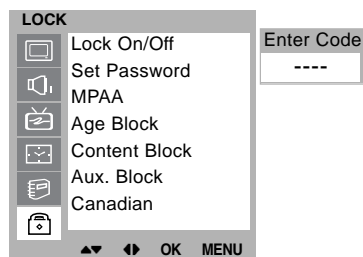 LOCK
Lock On/Off
Set Password
MPAA
Age Block
Content Block
Aux. Block
Canadian
▲▼ ◀▶ OK MENU
Enter Code
----